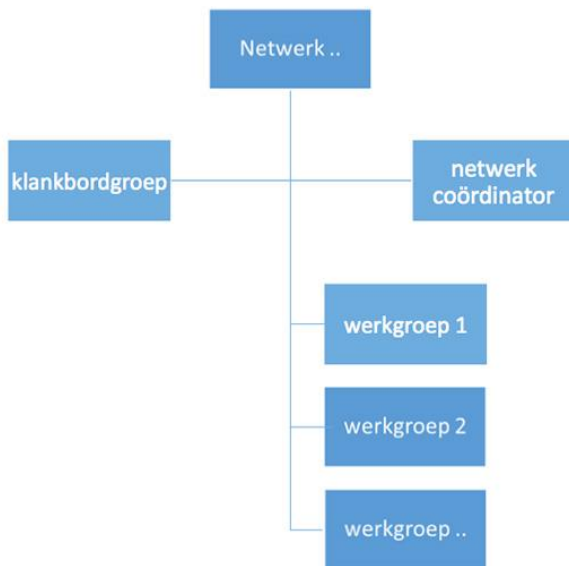 Netwerk ..
klankbordgroep
netwerk
coördinator
werkgroep 1
werkgroep 2
werkgroep ..